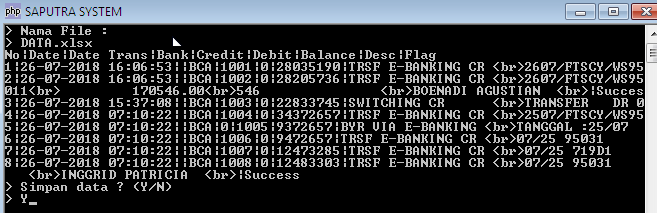 php SAPUTRA SYSTEM
> Nama File :
> DATA.xlsx
No|Date|Date Trans|Bank|Credit|Debit|Balance|Desc|Flag
1|26-07-2018 16:06:53||BCA|1001|0|28035190|TRSF E-BANKING CR <br>2607/FTSCY/WS95
2|26-07-2018 16:06:53||BCA|1002|0|28205736|TRSF E-BANKING CR <br>2607/FTSCY/WS95
011<br> 170546.00<br>546 <br>BOENADI AGUSTIAN <br>|Succes
3|26-07-2018 15:37:08||BCA|1003|0|22833745|SWITCHING CR <br>TRANSFER DR 0
4|26-07-2018 07:10:22||BCA|1004|0|34372657|TRSF E-BANKING CR <br>2507/FTSCY/WS95
5|26-07-2018 07:10:22||BCA|0|1005|9372657|BYR VIA E-BANKING <br>TANGGAL :25/07
6|26-07-2018 07:10:22||BCA|1006|0|9472657|TRSF E-BANKING CR <br>07/25 95031
7|26-07-2018 07:10:22||BCA|1007|0|12473285|TRSF E-BANKING CR <br>07/25 719D1
8|26-07-2018 07:10:22||BCA|1008|0|12483303|TRSF E-BANKING CR <br>07/25 95031
<br>INGGRID PATRICIA <br>|Success
> Simpan data ? (Y/N)
> Y_